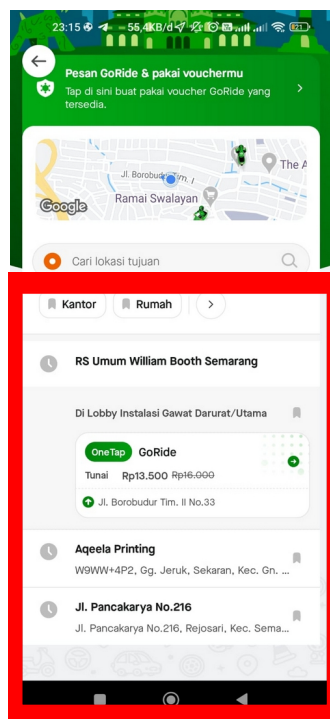 23:15
55,4KB/d
82
Pesan GoRide & pakai vouchermu
Tap di sini buat pakai voucher GoRide yang
tersedia.
Jl. Borobudur Tim. I
The A
Ramai Swalayan
Google
Cari lokasi tujuan
Kantor
Rumah
RS Umum William Booth Semarang
Di Lobby Instalasi Gawat Darurat/Utama
OneTap GoRide
Tunai Rp13.500 Rp16.000
Jl. Borobudur Tim. II No.33
Aqeela Printing
W9WW+4P2, Gg. Jeruk, Sekaran, Kec. Gn. ...
Jl. Pancakarya No.216
Jl. Pancakarya No.216, Rejosari, Kec. Sema...